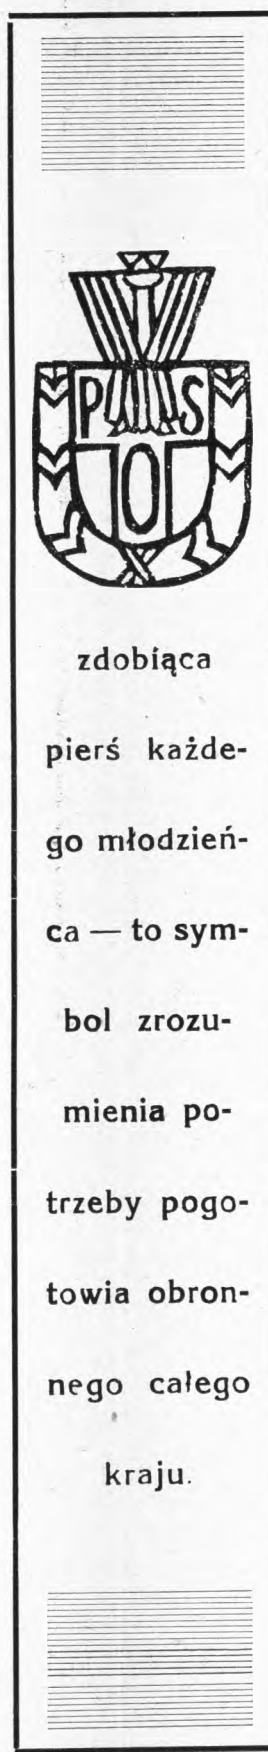 P S
O
zdobiąca
pierś każde-
go młodzień-
ca — to sym-
bol zrozu-
mienia po-
trzeby pogo-
towia obron-
nego całego
kraju.